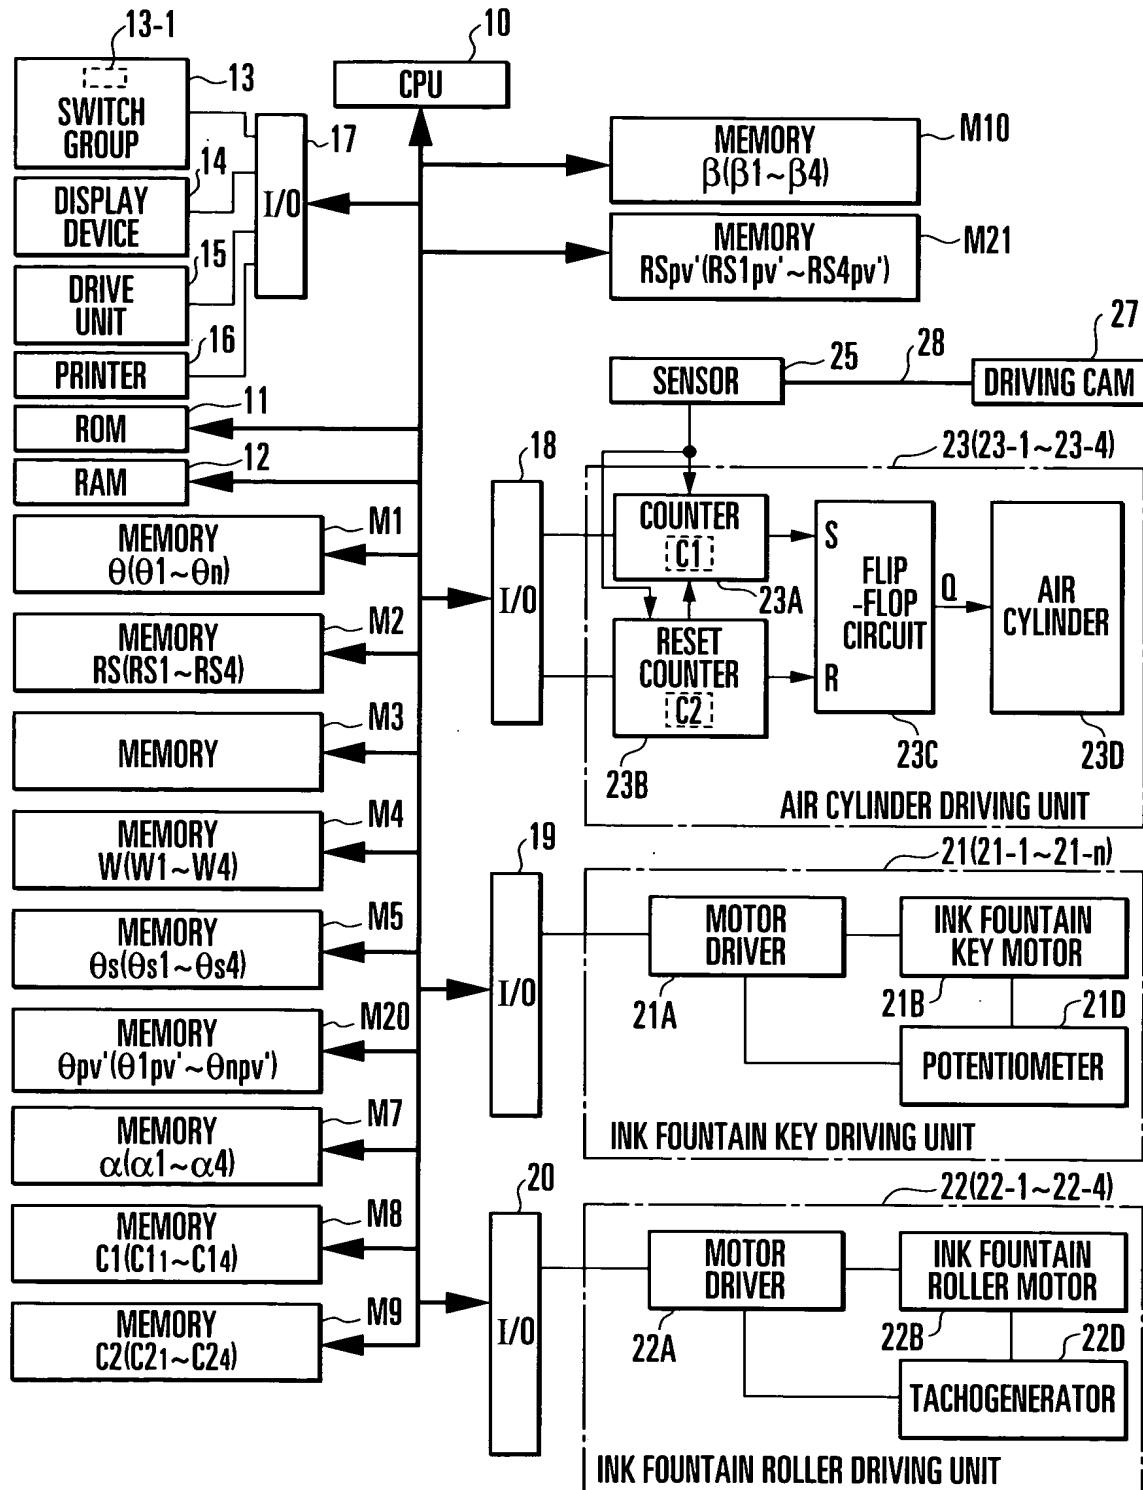 13-1
10
13
CPU
SWITCH
GROUP
17
14
MEMORY
β(β1~β4)
M10
DISPLAY
DEVICE
I/O
15
MEMORY
RSpv'(RS1pv'~RS4pv')
M21
DRIVE
UNIT
16
PRINTER
25
28
27
SENSOR
DRIVING CAM
11
ROM
12
RAM
18
23(23-1~23-4)
M1
MEMORY
θ(θ1~θn)
COUNTER
C1
23A
S
FLIP
-FLOP
CIRCUIT
R
Q
AIR
CYLINDER
I/O
M2
MEMORY
RS(RS1~RS4)
RESET
COUNTER
C2
23B
23C
23D
M3
MEMORY
AIR CYLINDER DRIVING UNIT
M4
MEMORY
W(W1~W4)
19
21(21-1~21-n)
M5
MEMORY
θs(θs1~θs4)
MOTOR
DRIVER
21A
INK FOUNTAIN
KEY MOTOR
21B
21D
I/O
M20
MEMORY
θpv'(θ1pv'~θnpv')
POTENTIOMETER
INK FOUNTAIN KEY DRIVING UNIT
M7
MEMORY
α(α1~α4)
20
22(22-1~22-4)
M8
MEMORY
C1(C11~C14)
MOTOR
DRIVER
22A
INK FOUNTAIN
ROLLER MOTOR
22B
22D
I/O
M9
MEMORY
C2(C21~C24)
TACHOGENERATOR
INK FOUNTAIN ROLLER DRIVING UNIT